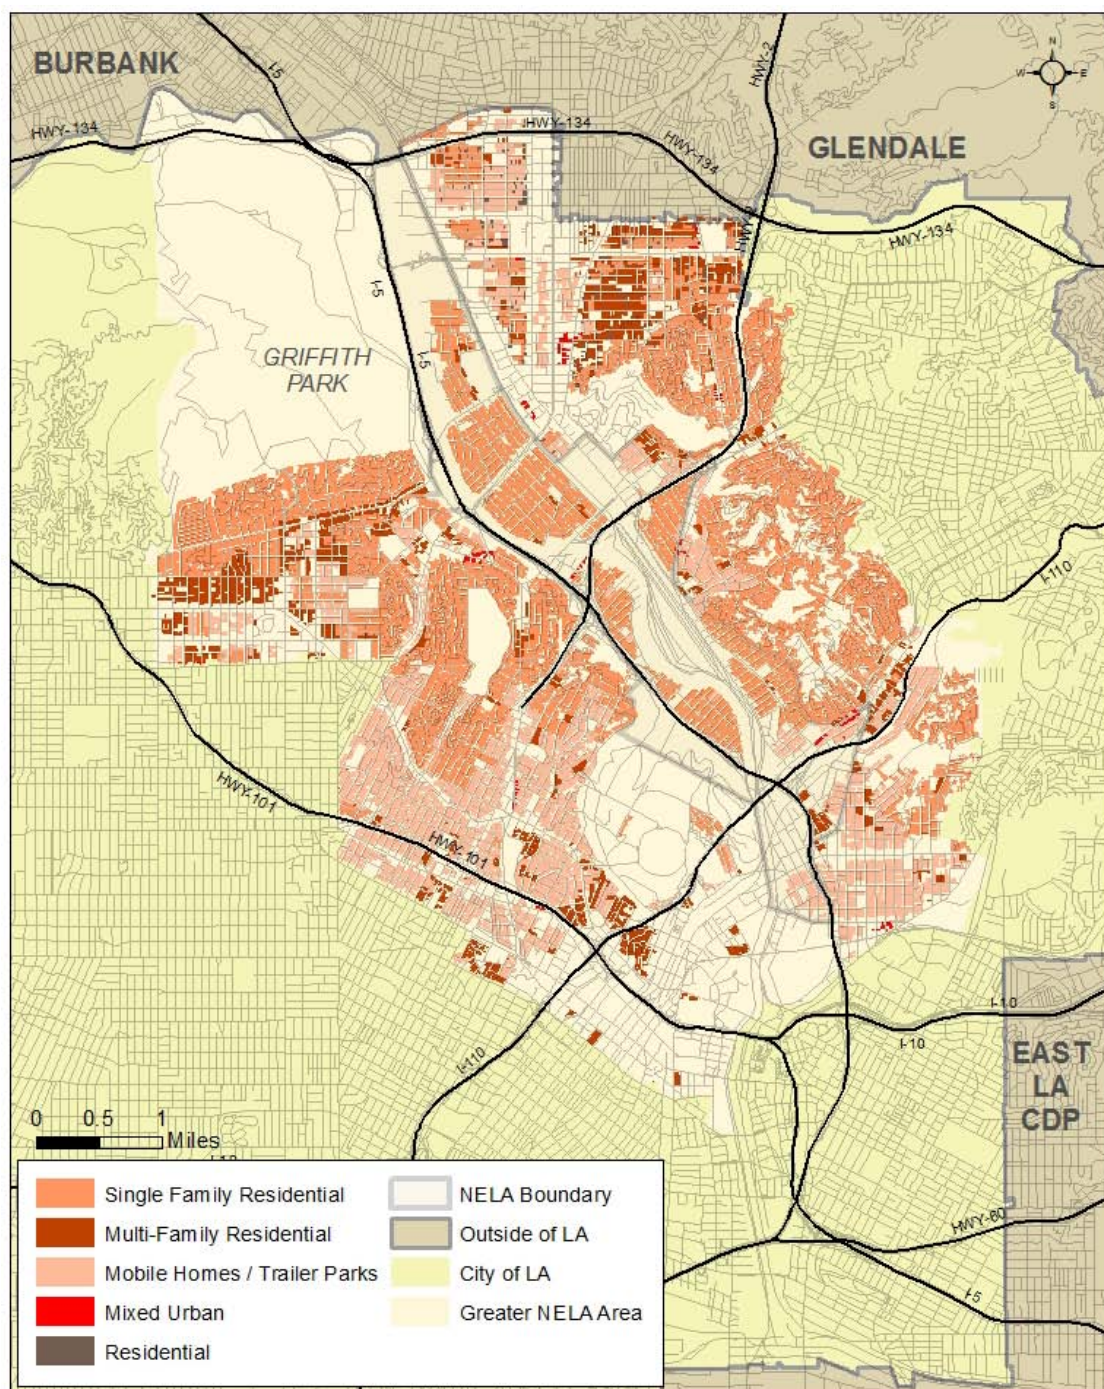 BURBANK
I-5
HWY-2
N
W E
S
HWY-134
HWY-134
HWY-134
GLENDALE
HWY-2
HWY-134
I-5
I-5
GRIFFITH
PARK
I-110
HWY-101
HWY-101
I-10
I-10
I-110
EAST
LA
CDP
0 0.5 1
Miles
I-10
Single Family Residential
Multi-Family Residential
Mobile Homes / Trailer Parks
Mixed Urban
Residential
NELA Boundary
Outside of LA
City of LA
Greater NELA Area
HWY-60
I-5